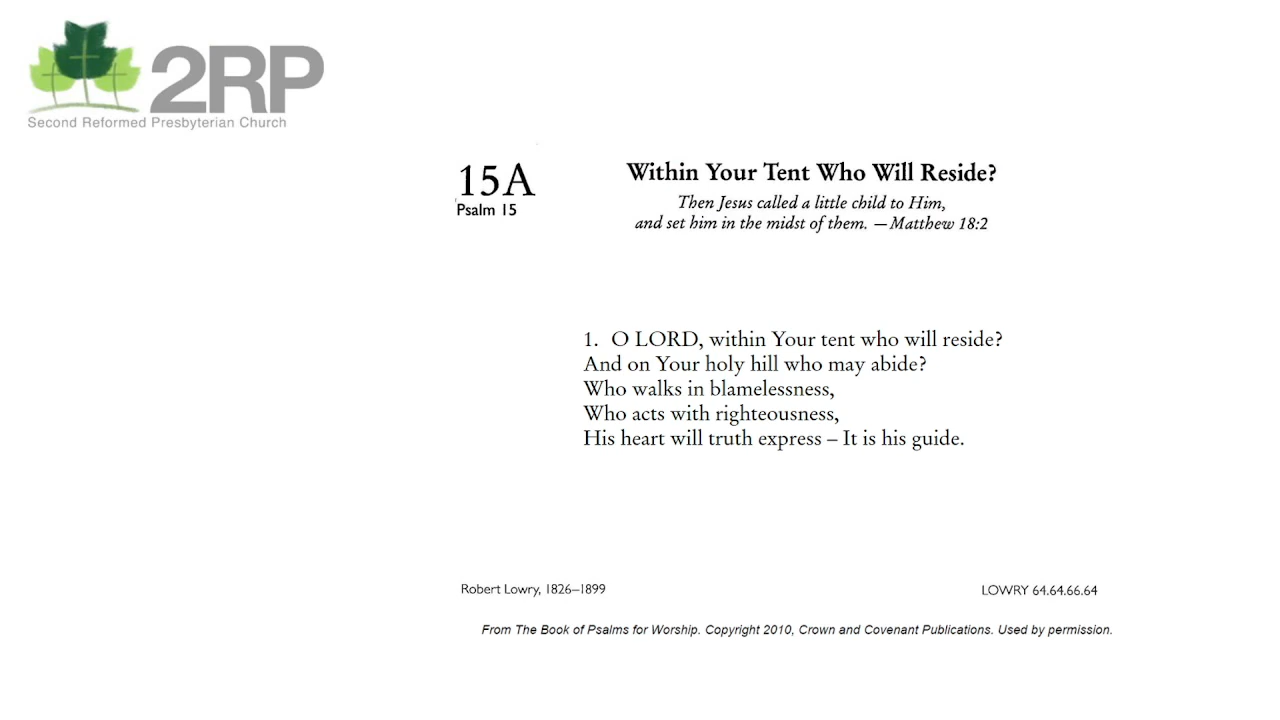 2RP
Second Reformed Presbyterian Church
15A
Psalm 15
Within Your Tent Who Will Reside?
Then Jesus called a little child to Him,
and set him in the midst of them. —Matthew 18:2
1. O LORD, within Your tent who will reside?
And on Your holy hill who may abide?
Who walks in blamelessness,
Who acts with righteousness,
His heart will truth express – It is his guide.
Robert Lowry, 1826–1899
LOWRY 64.64.66.64
From The Book of Psalms for Worship. Copyright 2010, Crown and Covenant Publications. Used by permission.